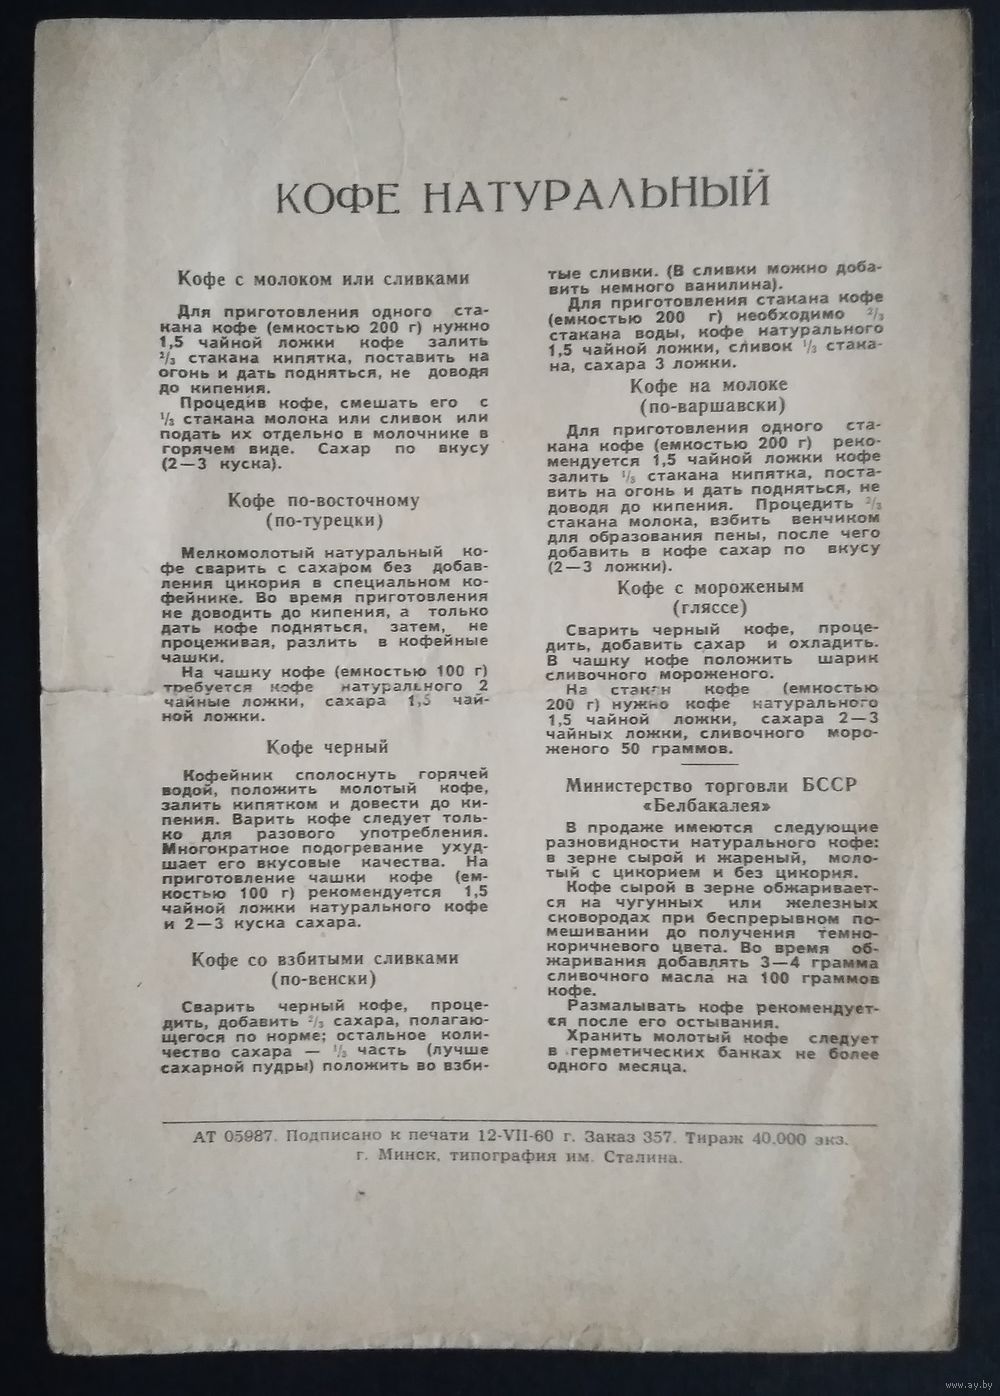 КОФЕ НАТУРАЛЬНЫЙ
Кофе с молоком или сливками
Для приготовления одного ста-
кана кофе (емкостью 200 г) нужно
1,5 чайной ложки кофе залить
²/₃ стакана кипятка, поставить на
огонь и дать подняться, не доводя
до кипения.
Процедив кофе, смешать его с
¹/₃ стакана молока или сливок или
подать их отдельно в молочнике в
горячем виде. Сахар по вкусу
(2—3 куска).
Кофе по-восточному
(по-турецки)
Мелкомолотый натуральный ко-
фе сварить с сахаром без добав-
ления цикория в специальном ко-
фейнике. Во время приготовления
не доводить до кипения, а только
дать кофе подняться, затем, не
процеживая, разлить в кофейные
чашки.
На чашку кофе (емкостью 100 г)
требуется кофе натурального 2
чайные ложки, сахара 1,5 чай-
ной ложки.
Кофе черный
Кофейник сполоснуть горячей
водой, положить молотый кофе,
залить кипятком и довести до ки-
пения. Варить кофе следует толь-
ко для разового употребления.
Многократное подогревание ухуд-
шает его вкусовые качества. На
приготовление чашки кофе (ем-
костью 100 г) рекомендуется 1,5
чайной ложки натурального кофе
и 2—3 куска сахара.
Кофе со взбитыми сливками
(по-венски)
Сварить черный кофе, проце-
дить, добавить ²/₃ сахара, полагаю-
щегося по норме; остальное коли-
чество сахара — ¹/₃ часть (лучше
сахарной пудры) положить во взби-
тые сливки. (В сливки можно доба-
вить немного ванилина).
Для приготовления стакана кофе
(емкостью 200 г) необходимо ²/₃
стакана воды, кофе натурального
1,5 чайной ложки, сливок ¹/₃ стака-
на, сахара 3 ложки.
Кофе на молоке
(по-варшавски)
Для приготовления одного ста-
кана кофе (емкостью 200 г) реко-
мендуется 1,5 чайной ложки кофе
залить ¹/₃ стакана кипятка, поста-
вить на огонь и дать подняться, не
доводя до кипения. Процедить ²/₃
стакана молока, взбить венчиком
для образования пены, после чего
добавить в кофе сахар по вкусу
(2—3 ложки).
Кофе с мороженым
(гляссе)
Сварить черный кофе, проце-
дить, добавить сахар и охладить.
В чашку кофе положить шарик
сливочного мороженого.
На стакан кофе (емкостью
200 г) нужно кофе натурального
1,5 чайной ложки, сахара 2—3
чайных ложки, сливочного моро-
женого 50 граммов.
Министерство торговли БССР
«Белбакалея»
В продаже имеются следующие
разновидности натурального кофе:
в зерне сырой и жареный, моло-
тый с цикорием и без цикория.
Кофе сырой в зерне обжаривает-
ся на чугунных или железных
сковородах при беспрерывном по-
мешивании до получения темно-
коричневого цвета. Во время об-
жаривания добавлять 3—4 грамма
сливочного масла на 100 граммов
кофе.
Размалывать кофе рекомендует-
ся после его остывания.
Хранить молотый кофе следует
в герметических банках не более
одного месяца.
АТ 05987. Подписано к печати 12-VII-60 г. Заказ 357. Тираж 40.000 экз.
г. Минск, типография им. Сталина.
www.ay.by